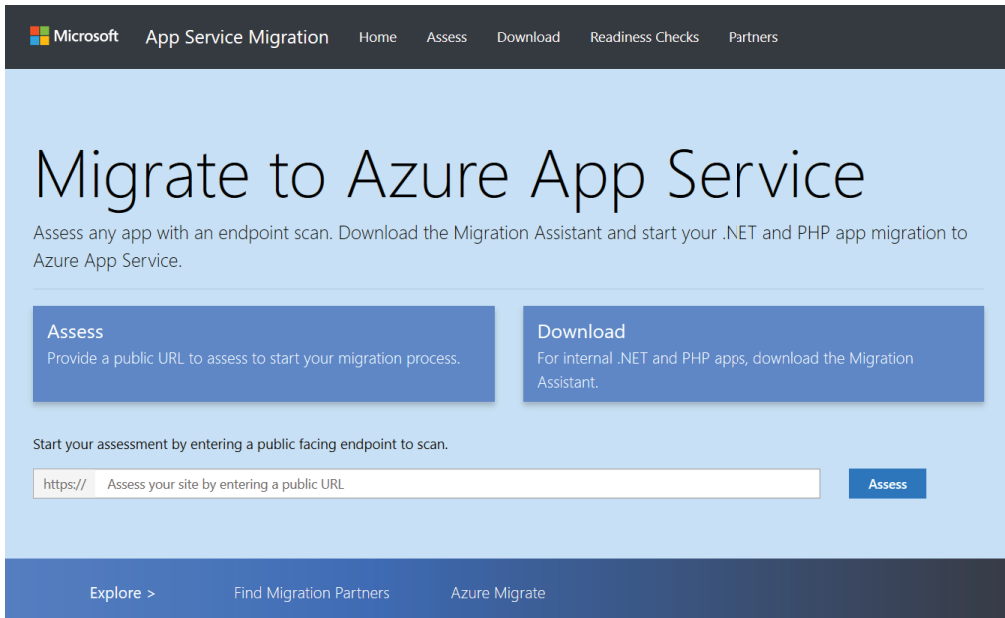 Microsoft App Service Migration Home Assess Download Readiness Checks Partners
Migrate to Azure App Service
Assess any app with an endpoint scan. Download the Migration Assistant and start your .NET and PHP app migration to
Azure App Service.
Assess
Provide a public URL to assess to start your migration process.
Download
For internal .NET and PHP apps, download the Migration
Assistant.
Start your assessment by entering a public facing endpoint to scan.
https:// Assess your site by entering a public URL Assess
Explore > Find Migration Partners Azure Migrate